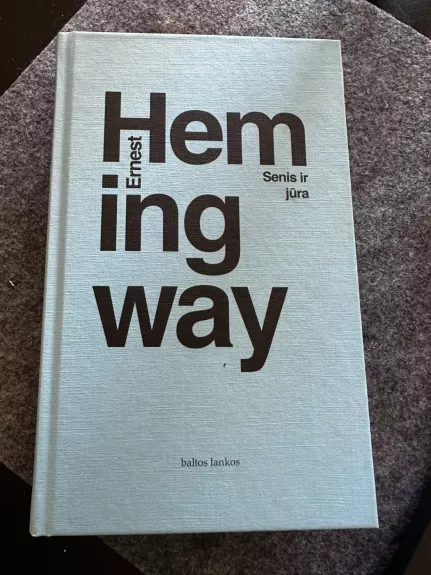 Ernest
Hem
ing
way
Senis ir
jūra
baltos lankos